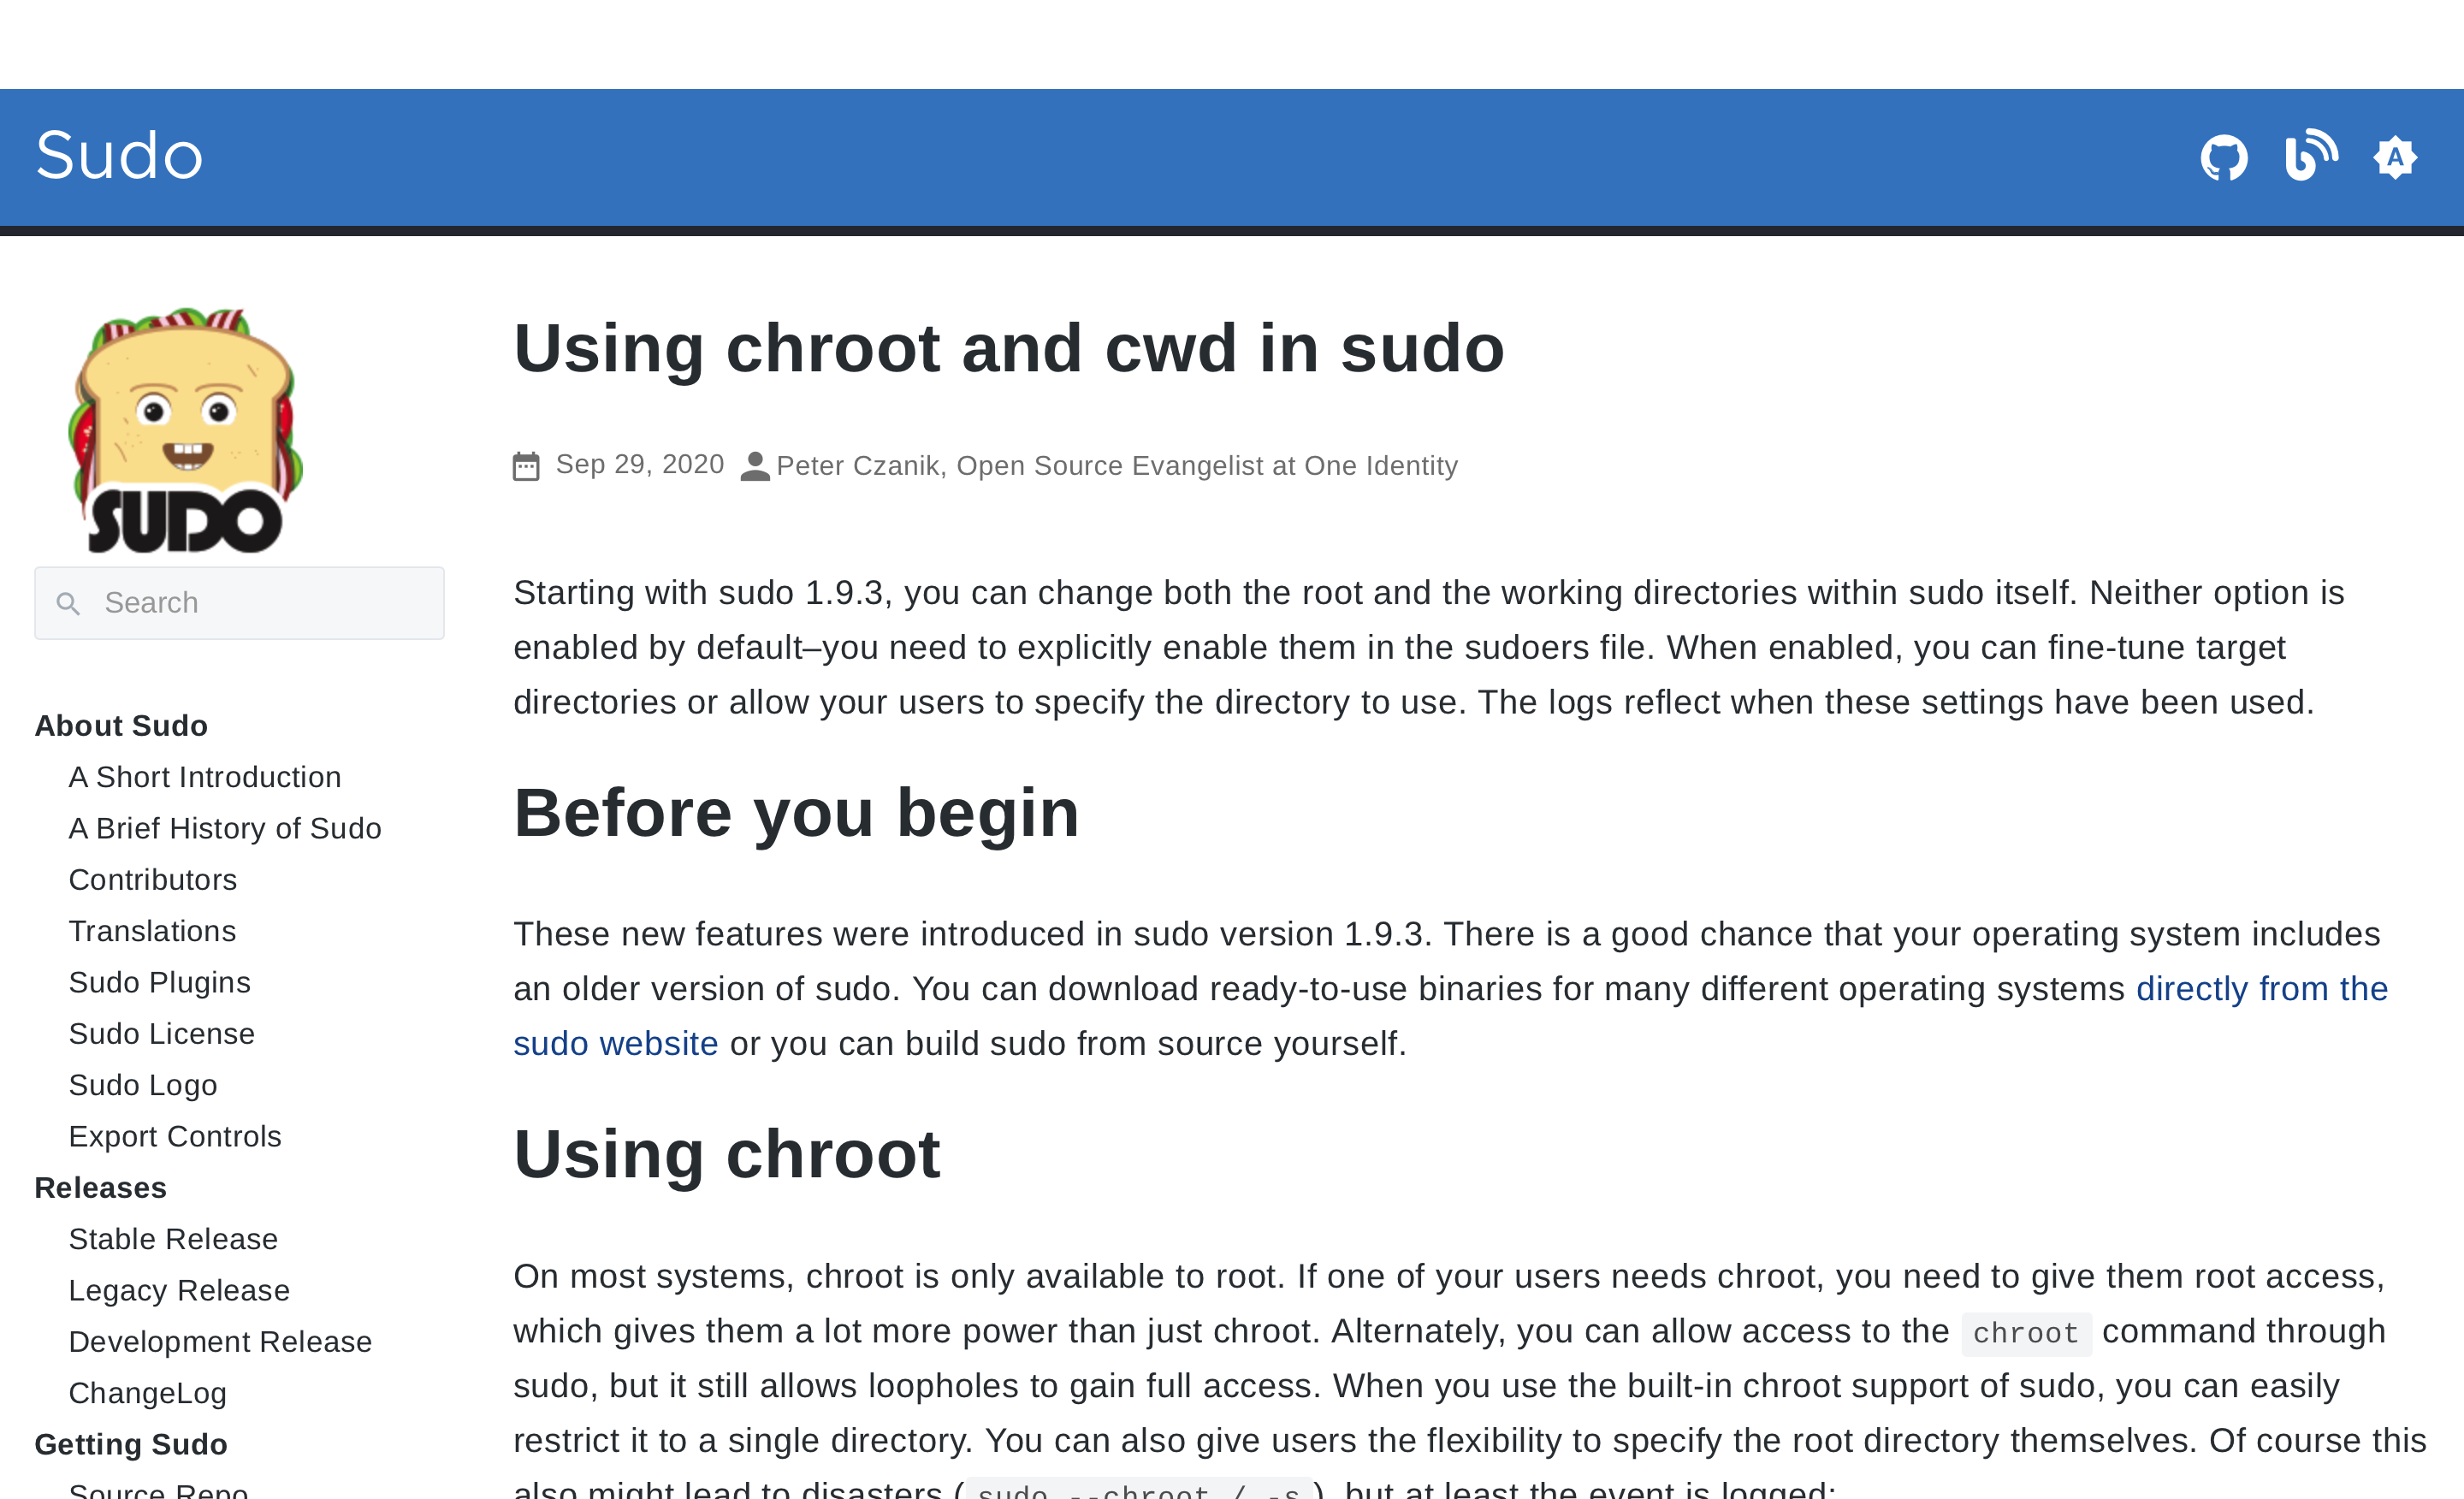 Sudo
A
SUDO
Search
About Sudo
A Short Introduction
A Brief History of Sudo
Contributors
Translations
Sudo Plugins
Sudo License
Sudo Logo
Export Controls
Releases
Stable Release
Legacy Release
Development Release
ChangeLog
Getting Sudo
Source Repo
Using chroot and cwd in sudo
Sep 29, 2020 Peter Czanik, Open Source Evangelist at One Identity
Starting with sudo 1.9.3, you can change both the root and the working directories within sudo itself. Neither option is
enabled by default–you need to explicitly enable them in the sudoers file. When enabled, you can fine-tune target
directories or allow your users to specify the directory to use. The logs reflect when these settings have been used.
Before you begin
These new features were introduced in sudo version 1.9.3. There is a good chance that your operating system includes
an older version of sudo. You can download ready-to-use binaries for many different operating systems directly from the
sudo website or you can build sudo from source yourself.
Using chroot
On most systems, chroot is only available to root. If one of your users needs chroot, you need to give them root access,
which gives them a lot more power than just chroot. Alternately, you can allow access to the chroot command through
sudo, but it still allows loopholes to gain full access. When you use the built-in chroot support of sudo, you can easily
restrict it to a single directory. You can also give users the flexibility to specify the root directory themselves. Of course this
also might lead to disasters (sudo --chroot / -s), but at least the event is logged: